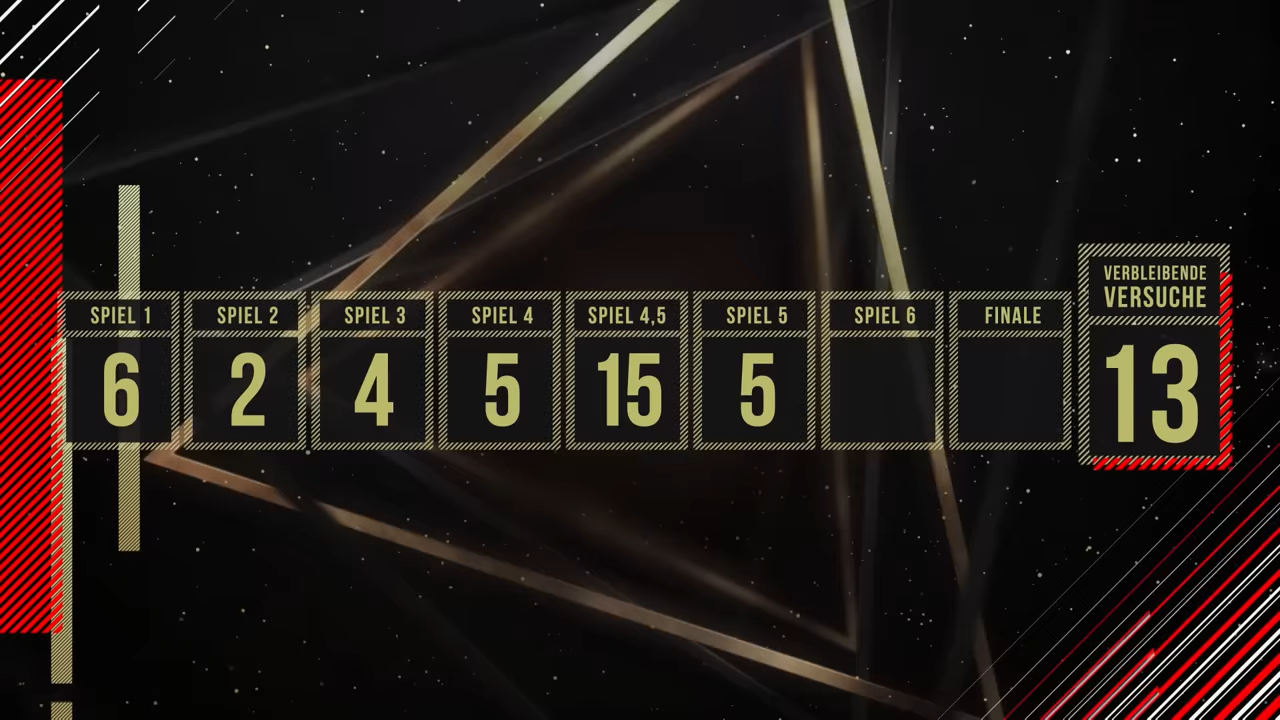 SPIEL 1
6
SPIEL 2
2
SPIEL 3
4
SPIEL 4
5
SPIEL 4,5
15
SPIEL 5
5
SPIEL 6
FINALE
VERBLEIBENDE
VERSUCHE
13